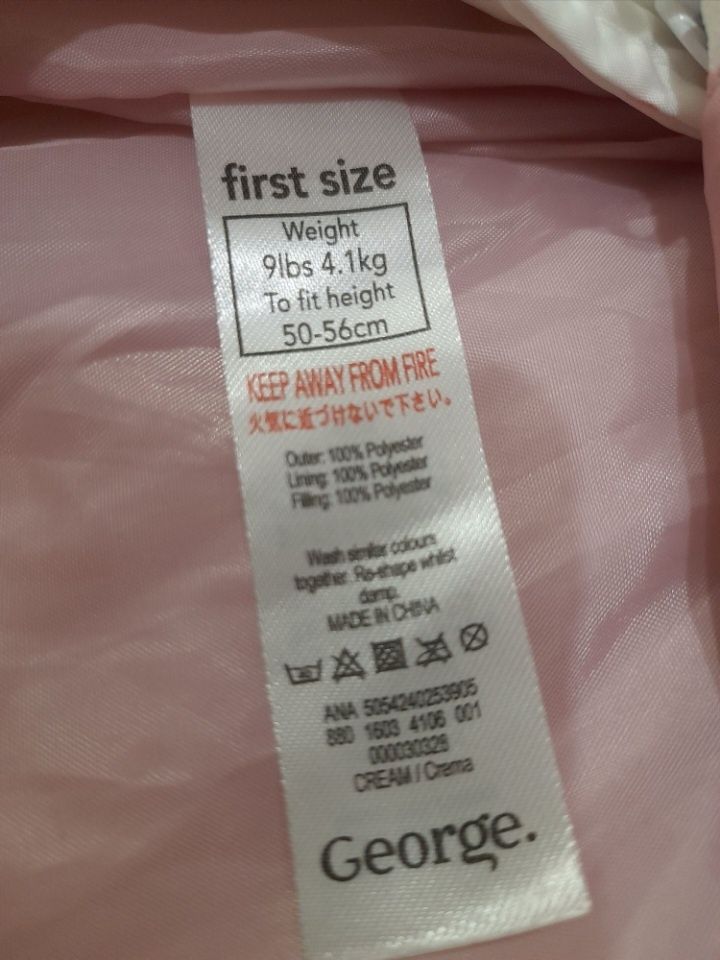 first size
Weight
9lbs 4.1kg
To fit height
50-56cm
KEEP AWAY FROM FIRE
火気に近づけないで下さい。
Outer: 100% Polyester
Lining: 100% Polyester
Filling: 100% Polyester
Wash similar colours
together. Re-shape whilst
damp.
MADE IN CHINA
ANA 5054240253905
880 1603 4106 001
000030328
CREAM / Crema
George.